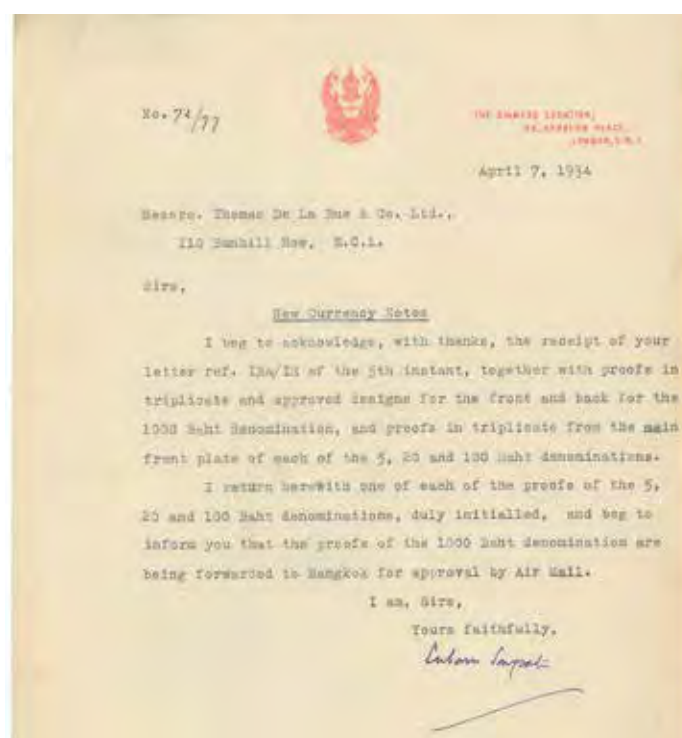 No. 72/77
THE SIAMESE LEGATION,
LONDON, S.W.7.
April 7, 1934
Messrs. Thomas De La Rue & Co. Ltd.,
110 Bunhill Row, E.C.1.
Sirs,
New Currency Notes
I beg to acknowledge, with thanks, the receipt of your
letter ref. of the 5th instant, together with proofs in
triplicate and approved designs for the front and back for the
1000 Baht Denomination, and proofs in triplicate from the main
front plate of each of the 5, 20 and 100 Baht denominations.
I return herewith one of each of the proofs of the 5,
20 and 100 Baht denominations, duly initialled, and beg to
inform you that the proofs of the 1000 Baht denomination are
being forwarded to Bangkok for approval by Air Mail.
I am, Sirs,
Yours faithfully,